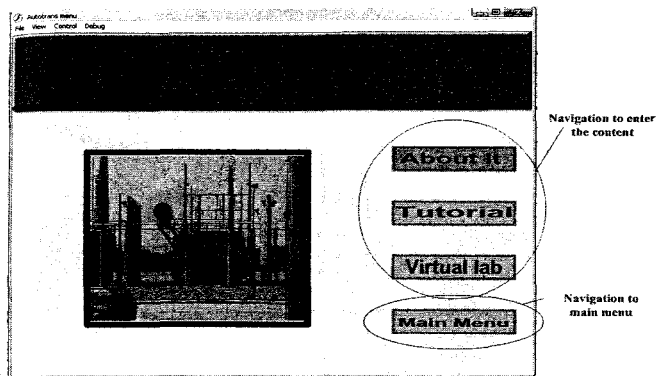 Autotrans menu
File View Control Debug
Navigation to enter
the content
About it
Tutorial
Virtual lab
Navigation to
main menu
Main Menu